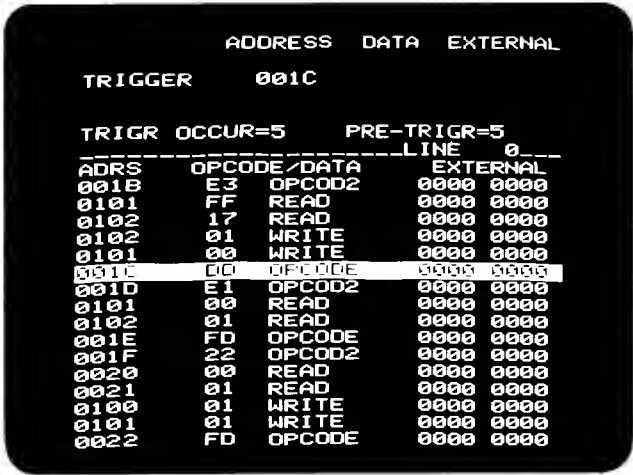 ADDRESS DATA EXTERNAL
TRIGGER 001C
TRIGR OCCUR=5 PRE-TRIGR=5
LINE 0
ADRS OPCODE/DATA EXTERNAL
001B E3 OPCOD2 0000 0000
0101 FF READ 0000 0000
0102 17 READ 0000 0000
0102 01 WRITE 0000 0000
0101 00 WRITE 0000 0000
001C DD OPCODE 0000 0000
001D E1 OPCOD2 0000 0000
0101 00 READ 0000 0000
0102 01 READ 0000 0000
001E FD OPCODE 0000 0000
001F 22 OPCOD2 0000 0000
0020 00 READ 0000 0000
0021 01 READ 0000 0000
0100 01 WRITE 0000 0000
0101 01 WRITE 0000 0000
0022 FD OPCODE 0000 0000